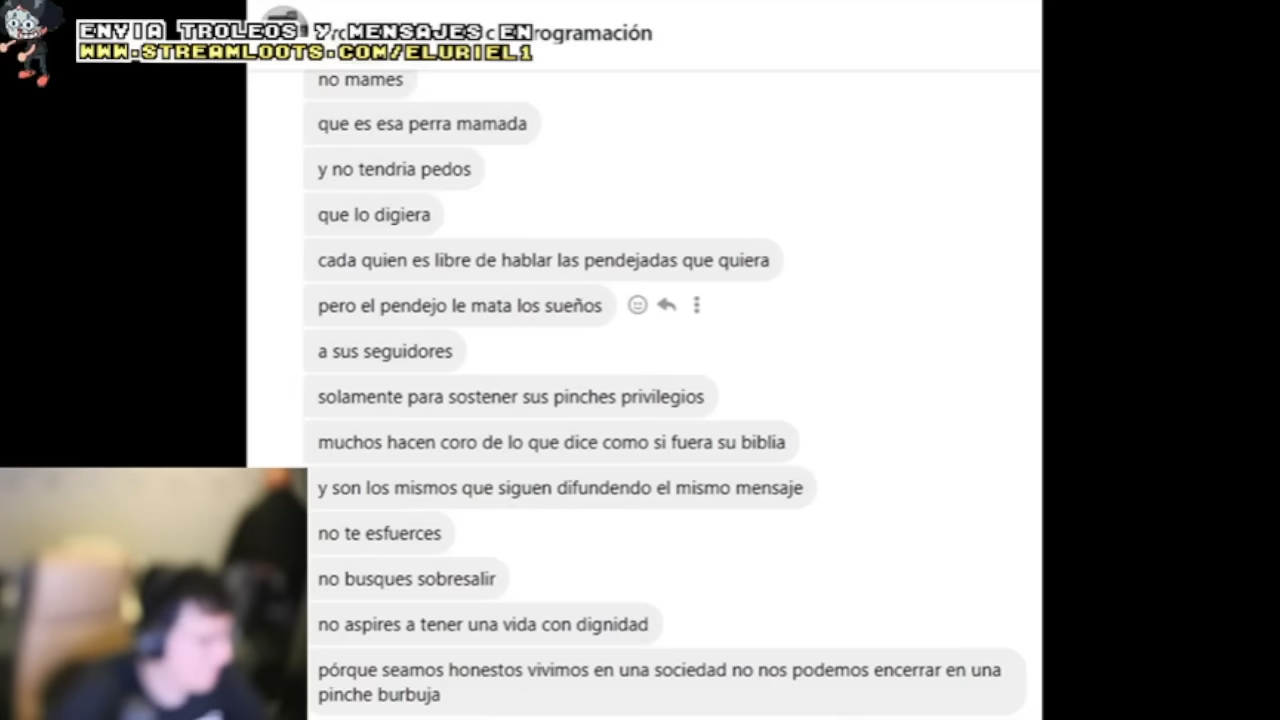 ENVIA TROLEOS Y MENSAJES EN
rogramación
WWW.STREAMLOOTS.COM/ELURIEL1
no mames
que es esa perra mamada
y no tendria pedos
que lo digiera
cada quien es libre de hablar las pendejadas que quiera
pero el pendejo le mata los sueños
a sus seguidores
solamente para sostener sus pinches privilegios
muchos hacen coro de lo que dice como si fuera su biblia
y son los mismos que siguen difundendo el mismo mensaje
no te esfuerces
no busques sobresalir
no aspires a tener una vida con dignidad
pórque seamos honestos vivimos en una sociedad no nos podemos encerrar en una
pinche burbuja